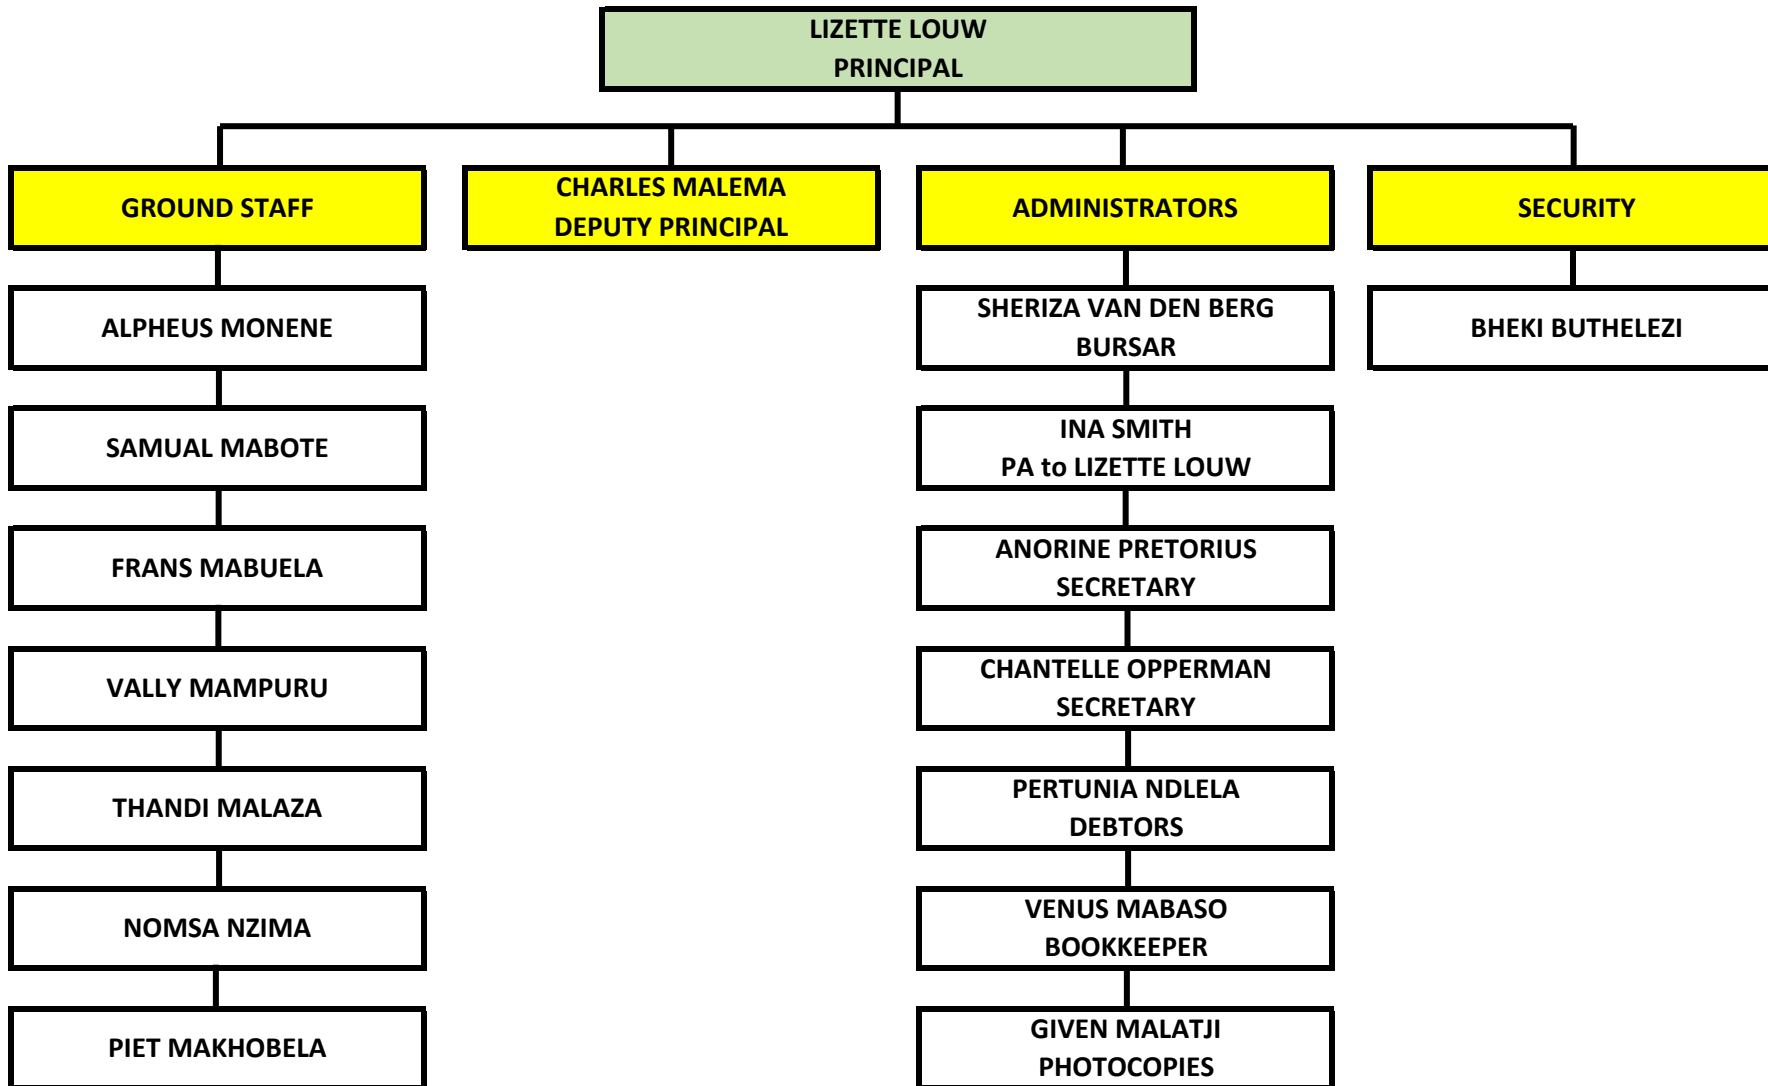 LIZETTE LOUW
PRINCIPAL
GROUND STAFF
CHARLES MALEMA
DEPUTY PRINCIPAL
ADMINISTRATORS
SECURITY
ALPHEUS MONENE
SHERIZA VAN DEN BERG
BURSAR
BHEKI BUTHELEZI
SAMUAL MABOTE
INA SMITH
PA to LIZETTE LOUW
FRANS MABUELA
ANORINE PRETORIUS
SECRETARY
VALLY MAMPURU
CHANTELLE OPPERMAN
SECRETARY
THANDI MALAZA
PERTUNIA NDLELA
DEBTORS
NOMSA NZIMA
VENUS MABASO
BOOKKEEPER
PIET MAKHOBELA
GIVEN MALATJI
PHOTOCOPIES